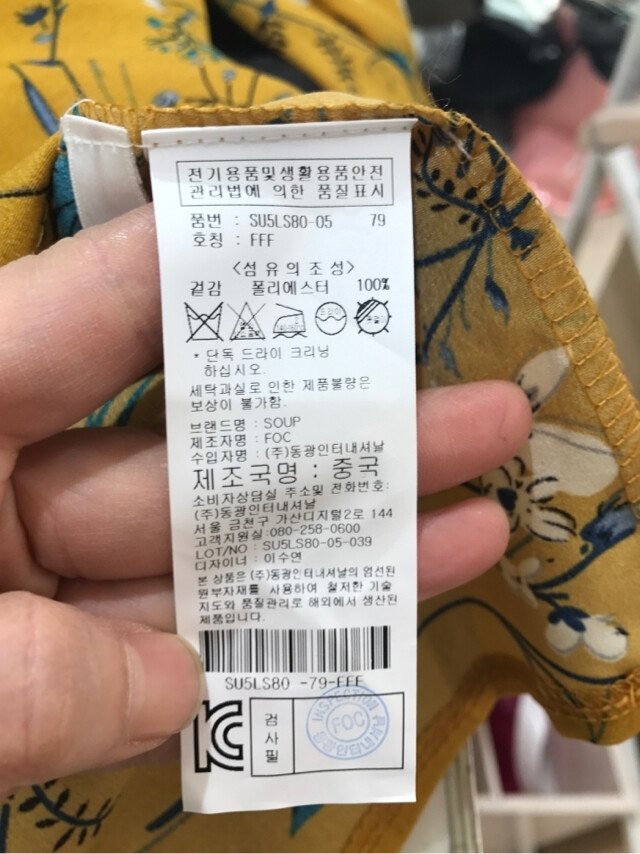 전기용품및생활용품안전
관리법에 의한 품질표시
품번 : SU5LS80-05 79
호칭 : FFF
<섬유의조성>
겉감 폴리에스터 100%
* 단독 드라이 크리닝
하십시오.
세탁과실로 인한 제품불량은
보상이 불가함.
브랜드명 : SOUP
제조자명 : FOC
수입자명 : (주)동광인터내셔날
제조국명 : 중국
소비자상담실 주소및 전화번호:
(주)동광인터내셔날
서울 금천구 가산디지털2로 144
고객지원실:080-258-0600
LOT/NO : SU5LS80-05-039
디자이너 : 이수연
본 상품은 (주)동광인터내셔날의 엄선된
원부자재를 사용하여 철저한 기술
지도와 품질관리로 해외에서 생산된
제품입니다.
SU5LS80 -79-FFF
KC
검사필
INSPECTION
FOC
동광인터내셔날